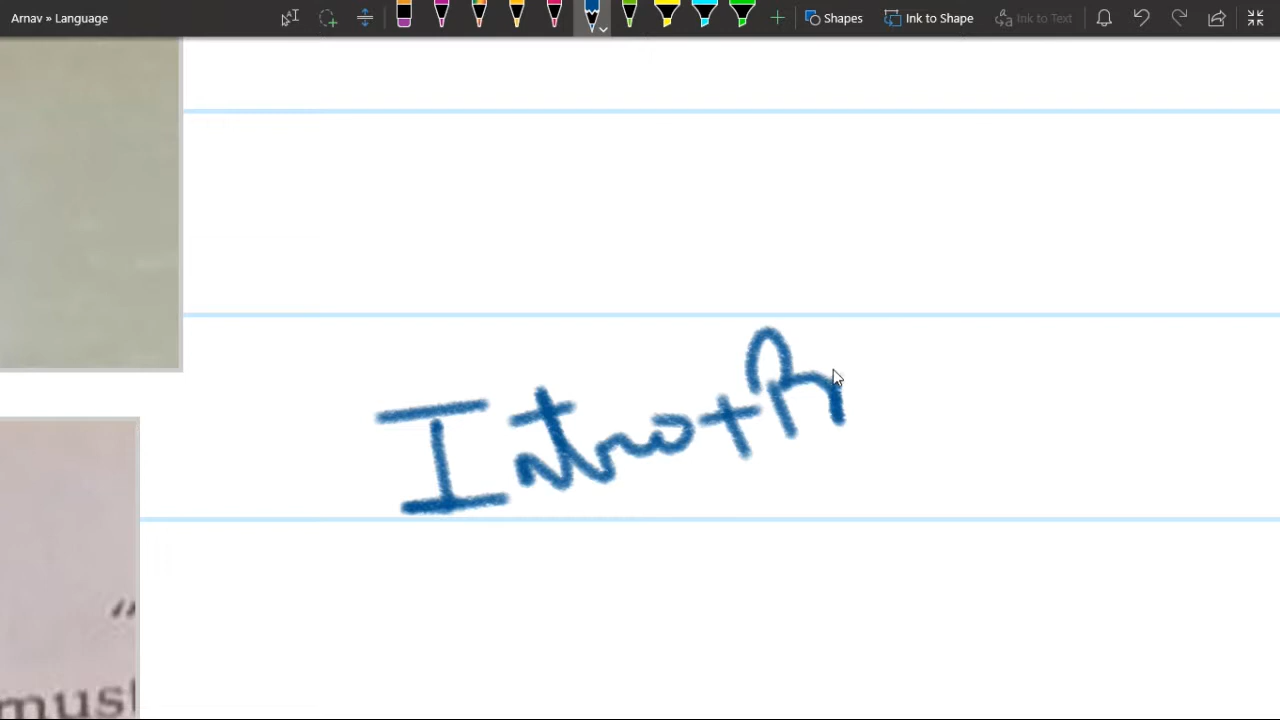 Arnav » Language
Shapes
Ink to Shape
Ink to Text
Intro+R
“
must